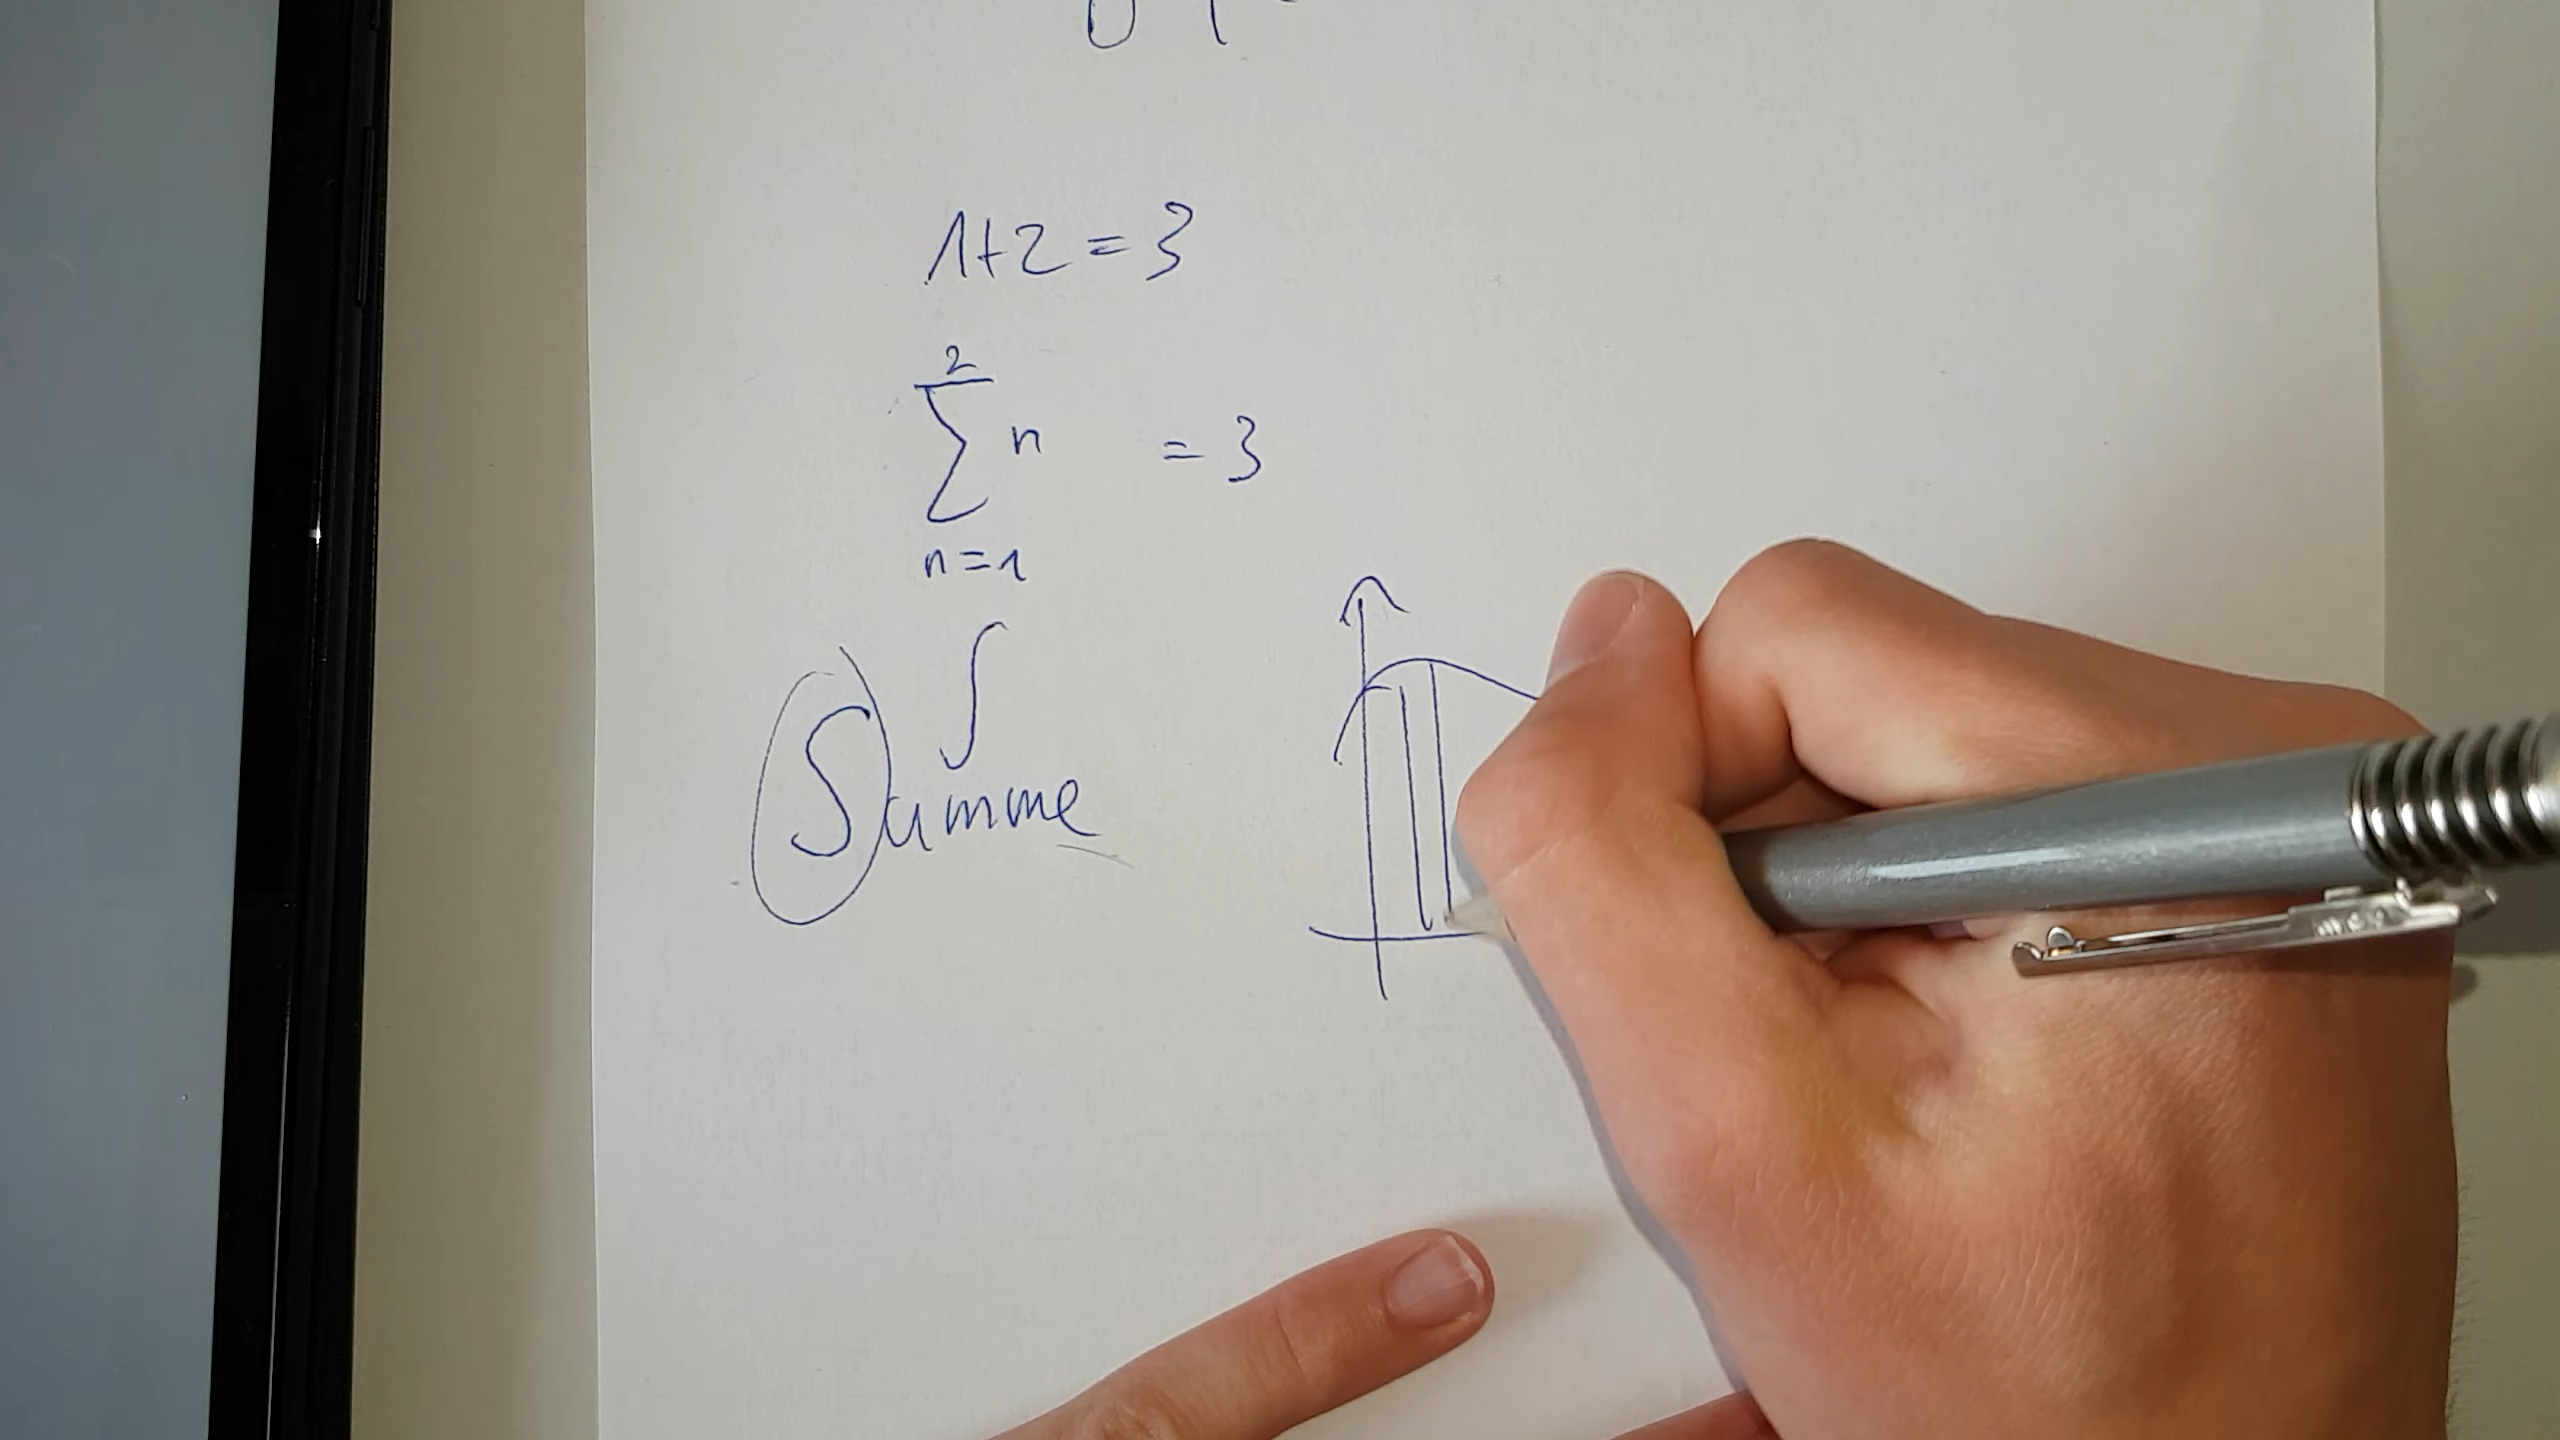 1+2=3
2
∑ n = 3
n=1
∫
Summe